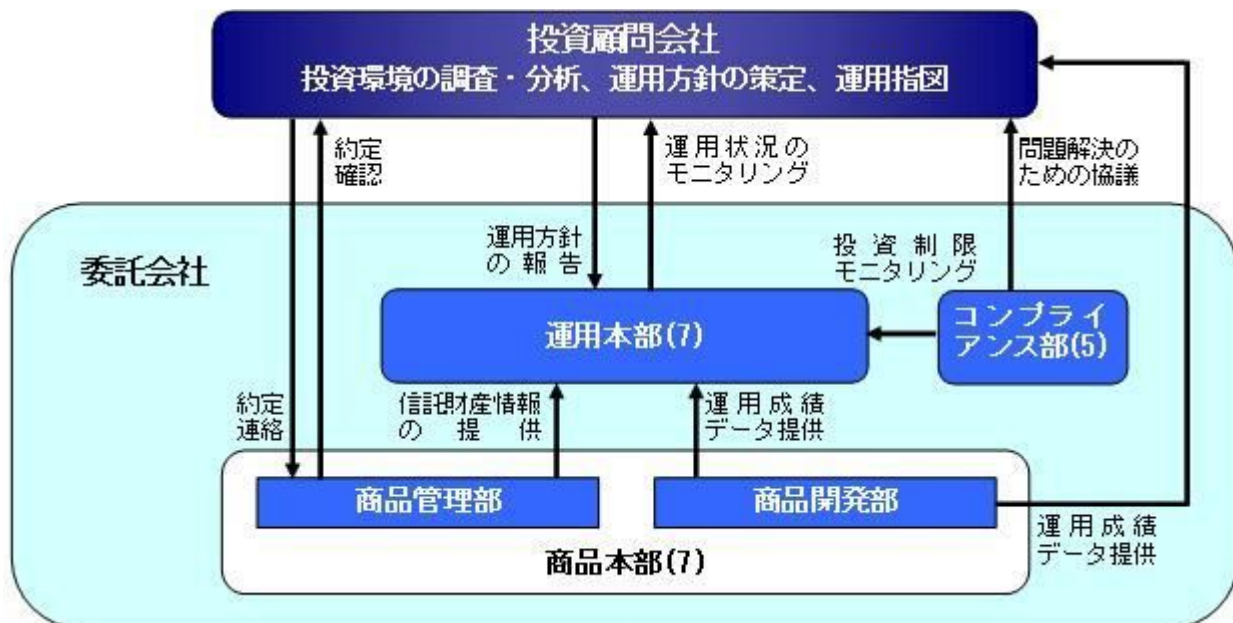 投資顧問会社
投資環境の調査・分析、運用方針の策定、運用指図
約定
確認
運用状況の
モニタリング
問題解決の
ための協議
運用方針
の報告
投資制限
モニタリング
委託会社
運用本部(7)
コンプライ
アンス部(5)
約定
連絡
信託財産情報
の提供
運用成績
データ提供
商品管理部
商品開発部
運用成績
データ提供
商品本部(7)